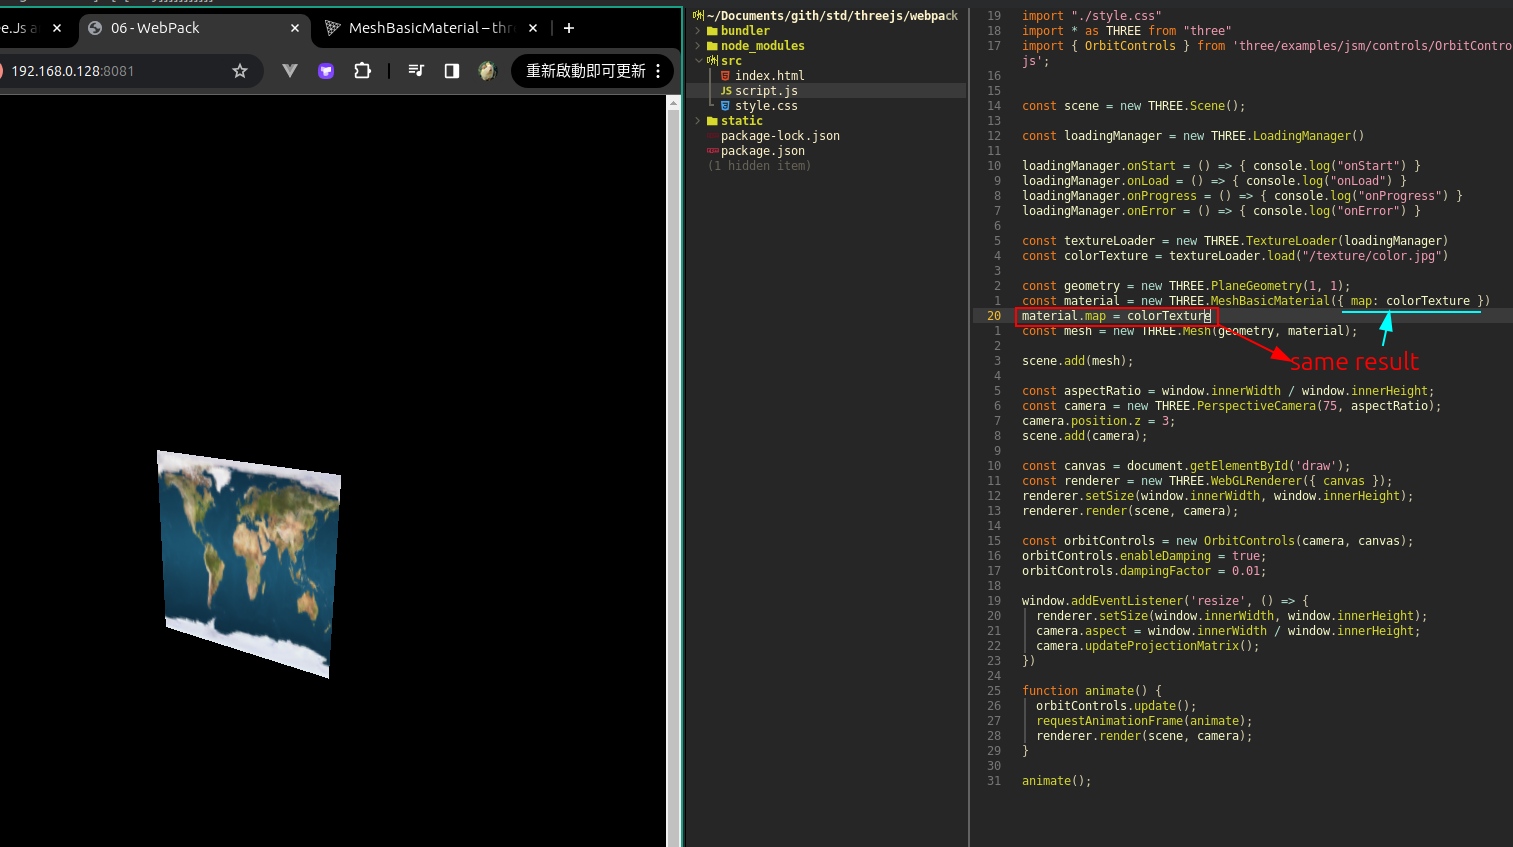 e.Js a
06 - WebPack
MeshBasicMaterial – thr
192.168.0.128:8081
重新啟動即可更新
~/Documents/gith/std/threejs/webpack
bundler
node_modules
src
index.html
JS script.js
style.css
static
package-lock.json
package.json
(1 hidden item)
19 import "./style.css"
18 import * as THREE from "three"
17 import { OrbitControls } from 'three/examples/jsm/controls/OrbitContro
js';
16
15
14 const scene = new THREE.Scene();
13
12 const loadingManager = new THREE.LoadingManager()
11
10 loadingManager.onStart = () => { console.log("onStart") }
9 loadingManager.onLoad = () => { console.log("onLoad") }
8 loadingManager.onProgress = () => { console.log("onProgress") }
7 loadingManager.onError = () => { console.log("onError") }
6
5 const textureLoader = new THREE.TextureLoader(loadingManager)
4 const colorTexture = textureLoader.load("/texture/color.jpg")
3
2 const geometry = new THREE.PlaneGeometry(1, 1);
1 const material = new THREE.MeshBasicMaterial({ map: colorTexture })
20 material.map = colorTexture
1 const mesh = new THREE.Mesh(geometry, material);
2
3 scene.add(mesh);
same result
4
5 const aspectRatio = window.innerWidth / window.innerHeight;
6 const camera = new THREE.PerspectiveCamera(75, aspectRatio);
7 camera.position.z = 3;
8 scene.add(camera);
9
10 const canvas = document.getElementById('draw');
11 const renderer = new THREE.WebGLRenderer({ canvas });
12 renderer.setSize(window.innerWidth, window.innerHeight);
13 renderer.render(scene, camera);
14
15 const orbitControls = new OrbitControls(camera, canvas);
16 orbitControls.enableDamping = true;
17 orbitControls.dampingFactor = 0.01;
18
19 window.addEventListener('resize', () => {
20 renderer.setSize(window.innerWidth, window.innerHeight);
21 camera.aspect = window.innerWidth / window.innerHeight;
22 camera.updateProjectionMatrix();
23 })
24
25 function animate() {
26 orbitControls.update();
27 requestAnimationFrame(animate);
28 renderer.render(scene, camera);
29 }
30
31 animate();